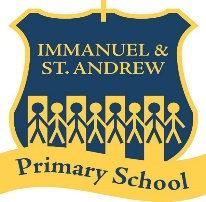 IMMANUEL &
ST. ANDREW
Primary School